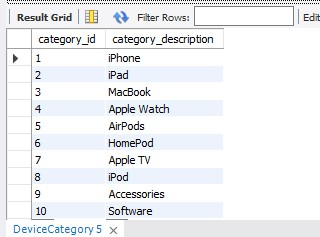 Result Grid Filter Rows: Edit
category_id category_description
1 iPhone
2 iPad
3 MacBook
4 Apple Watch
5 AirPods
6 HomePod
7 Apple TV
8 iPod
9 Accessories
10 Software
DeviceCategory 5